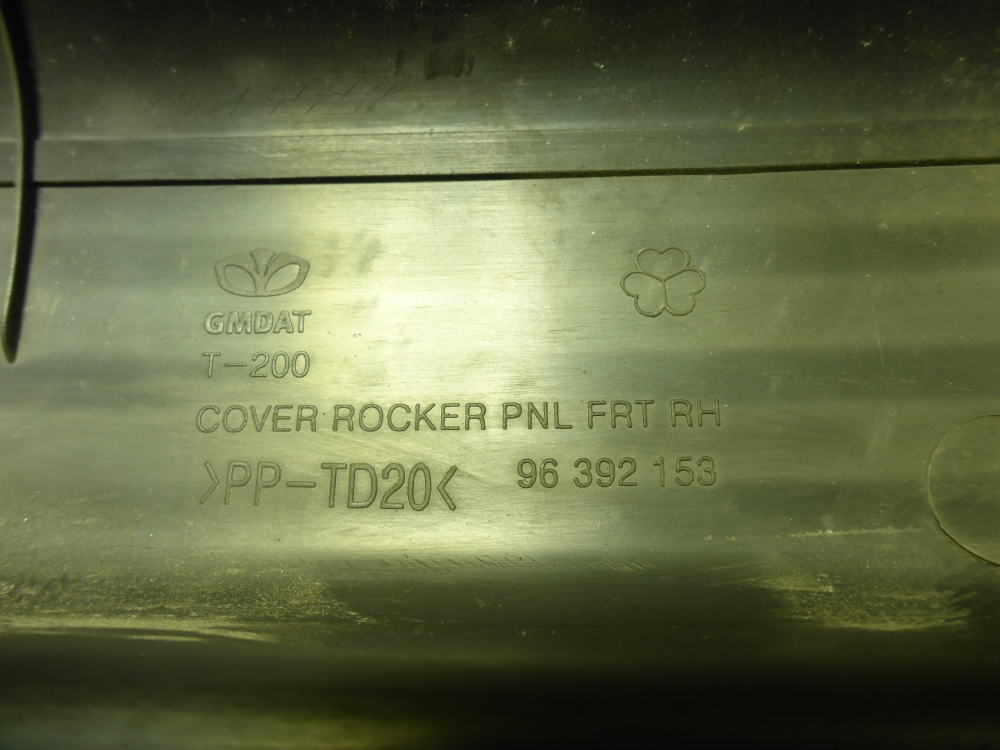 GMDAT
T-200
COVER ROCKER PNL FRT RH
>PP-TD20< 96 392 153